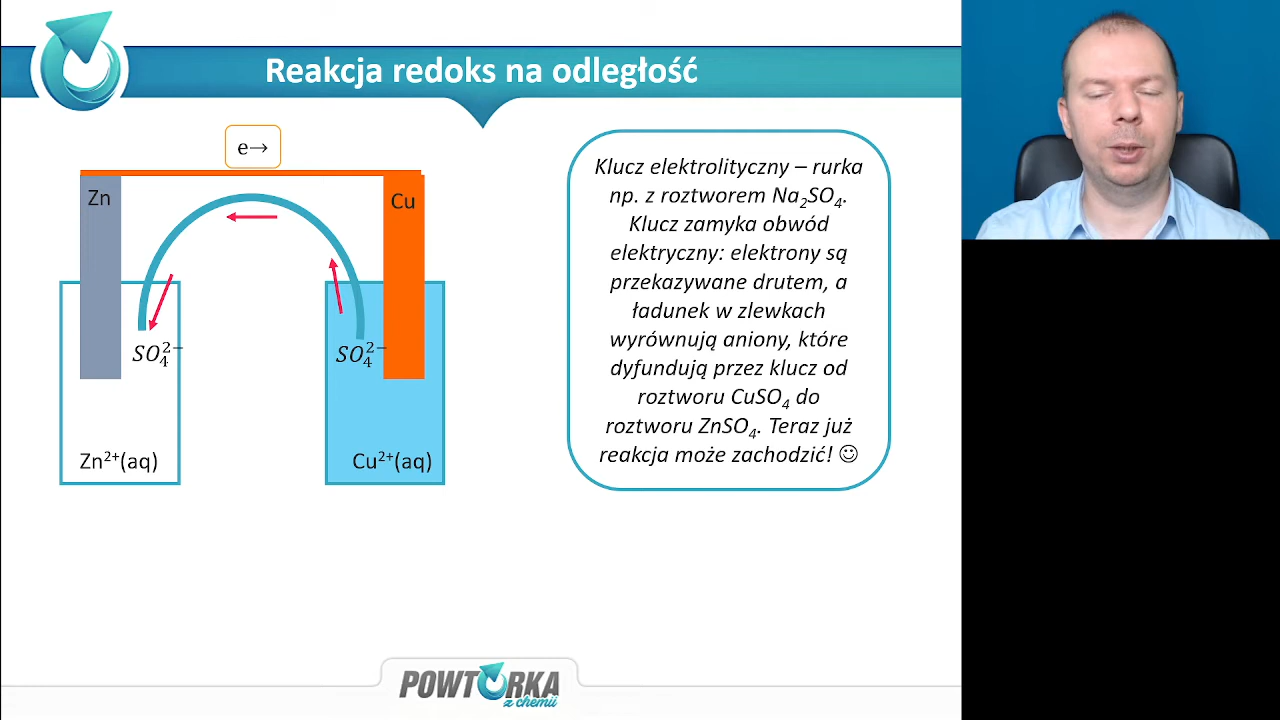 Reakcja redoks na odległość
e→
Zn
Cu
SO₄²⁻
SO₄²⁻
Zn²⁺(aq)
Cu²⁺(aq)
Klucz elektrolityczny – rurka
np. z roztworem Na₂SO₄.
Klucz zamyka obwód
elektryczny: elektrony są
przekazywane drutem, a
ładunek w zlewkach
wyrównują aniony, które
dyfundują przez klucz od
roztworu CuSO₄ do
roztworu ZnSO₄. Teraz już
reakcja może zachodzić! ☺
POWTÓRKA
z chemii